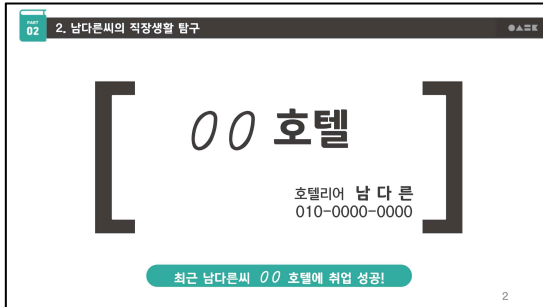 PART
02
2. 남다른씨의 직장생활 탐구
00 호텔
호텔리어 남 다 른
010-0000-0000
최근 남다른씨 00 호텔에 취업 성공!
2